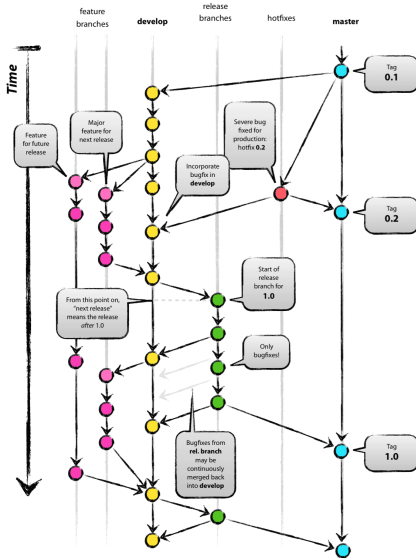 feature
branches
develop
release
branches
hotfixes
master
Time
Tag
0.1
Feature
for future
release
Major
feature for
next release
Severe bug
fixed for
production:
hotfix 0.2
Incorporate
bugfix in
develop
Tag
0.2
From this point on,
“next release”
means the release
after 1.0
Start of
release
branch for
1.0
Only
bugfixes!
Bugfixes from
rel. branch
may be
continuously
merged back
into develop
Tag
1.0